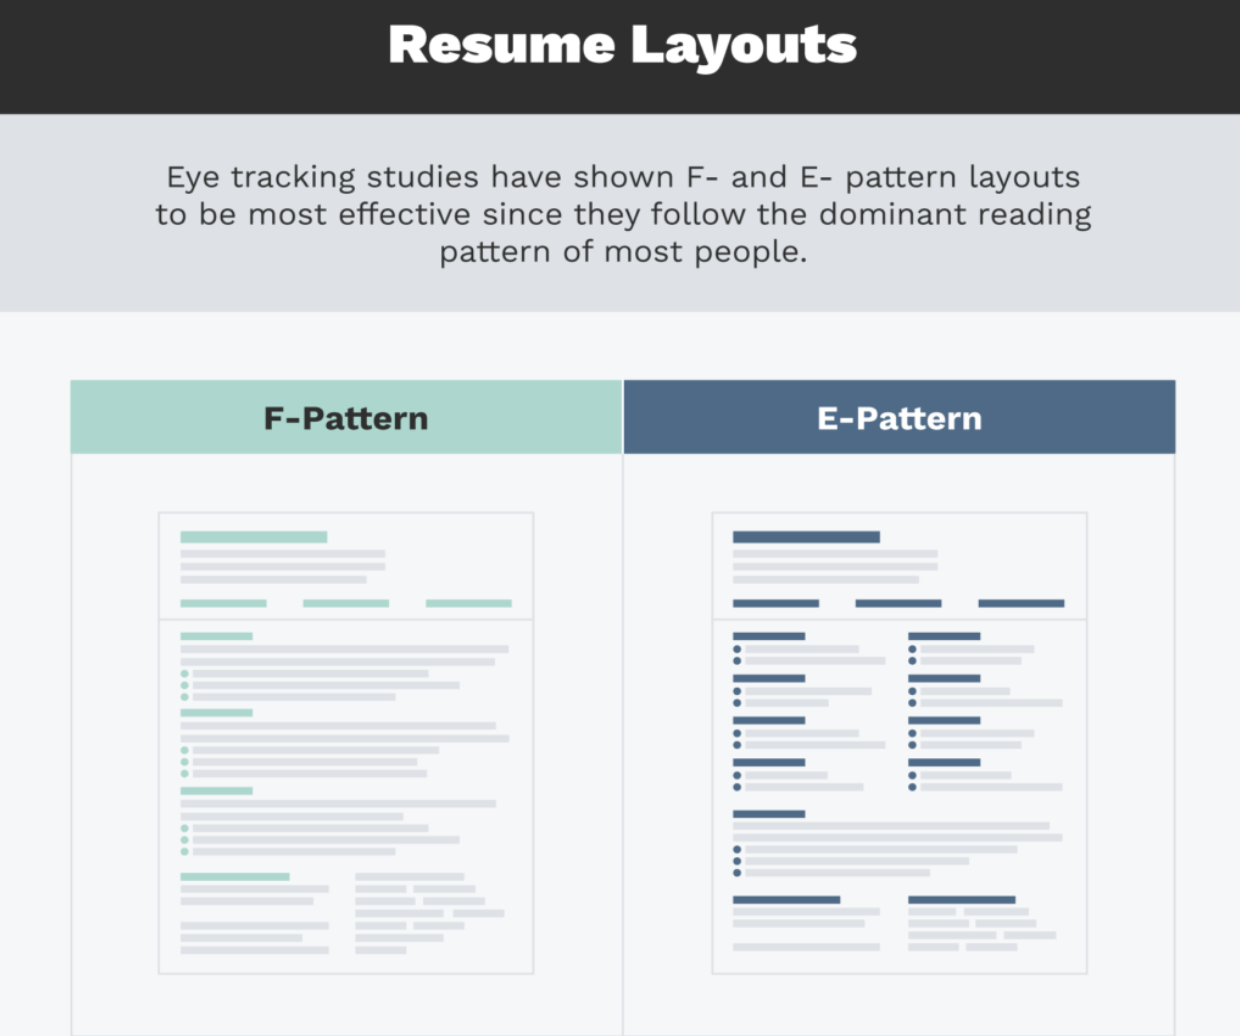 Resume Layouts
Eye tracking studies have shown F- and E- pattern layouts
to be most effective since they follow the dominant reading
pattern of most people.
F-Pattern
E-Pattern